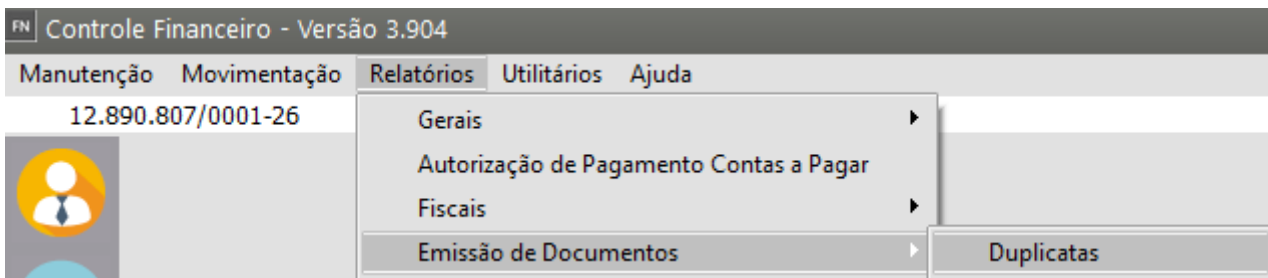 FN Controle Financeiro - Versão 3.904
Manutenção Movimentação Relatórios Utilitários Ajuda
12.890.807/0001-26
Gerais
Autorização de Pagamento Contas a Pagar
Fiscais
Emissão de Documentos Duplicatas